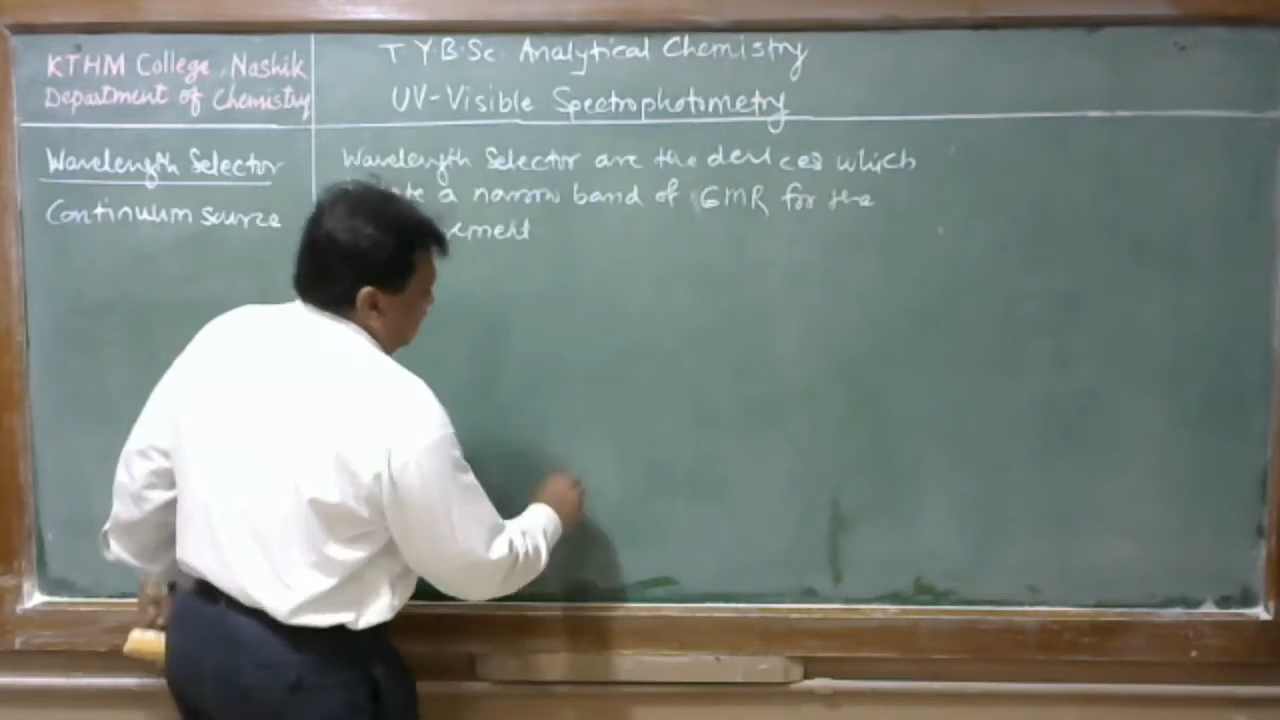 KTHM College, Nashik
Department of Chemistry
T Y B.Sc. Analytical Chemistry
UV-Visible Spectrophotometry
Wavelength Selector
Continuum source
Wavelength Selector are the devices which
a narrow band of EMR for the